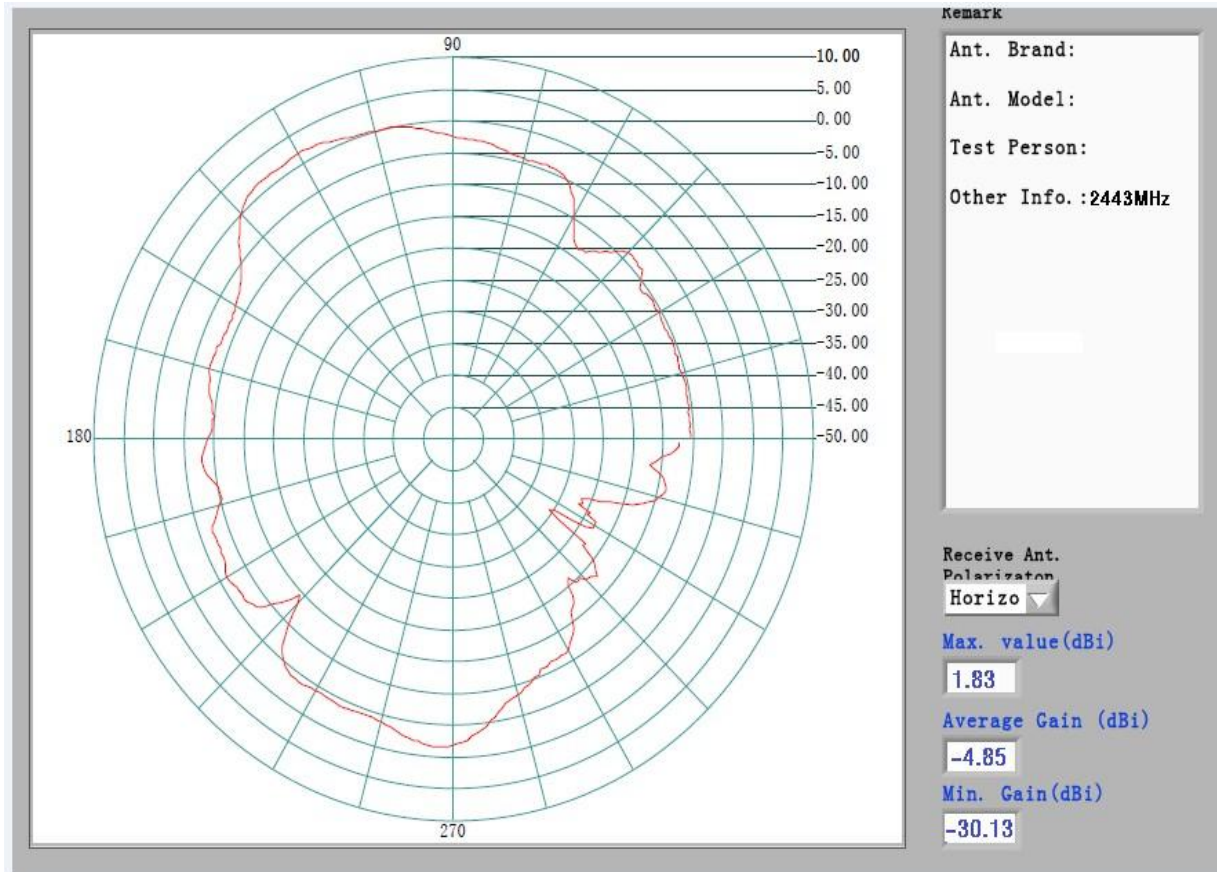 Remark
90
10.00
5.00
0.00
-5.00
-10.00
-15.00
-20.00
-25.00
-30.00
-35.00
-40.00
-45.00
-50.00
180
270
Ant. Brand:
Ant. Model:
Test Person:
Other Info.:2443MHz
Receive Ant.
Polarizaton
Horizo
Max. value(dBi)
1.83
Average Gain (dBi)
-4.85
Min. Gain(dBi)
-30.13